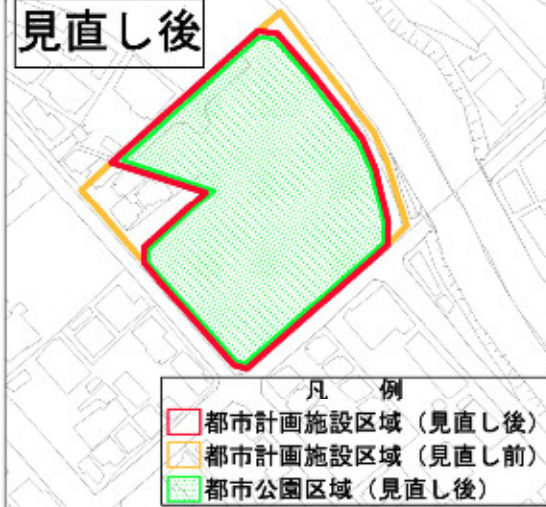 見直し後
凡　例
都市計画施設区域（見直し後）
都市計画施設区域（見直し前）
都市公園区域（見直し後）